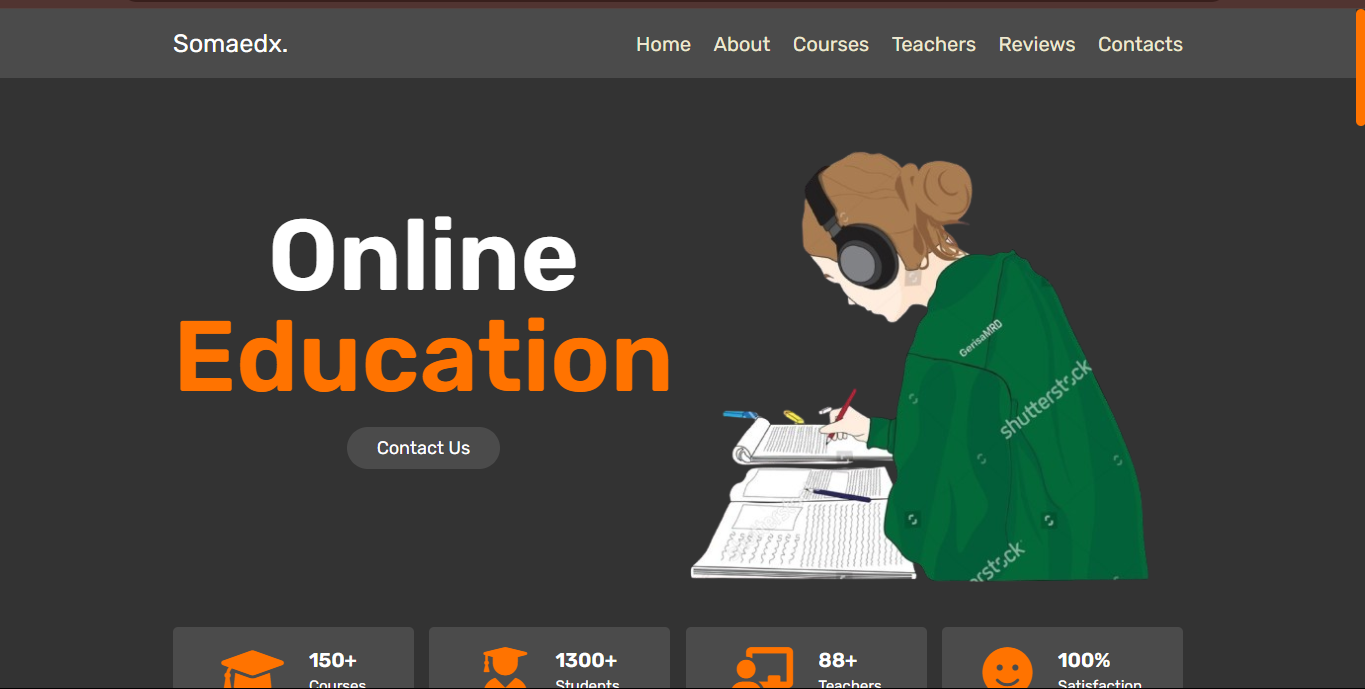 Somaedx.
Home About Courses Teachers Reviews Contacts
Online
Education
Contact Us
GerisaMRD
shutterstock
150+
Courses
1300+
Students
88+
Teachers
100%
Satisfaction